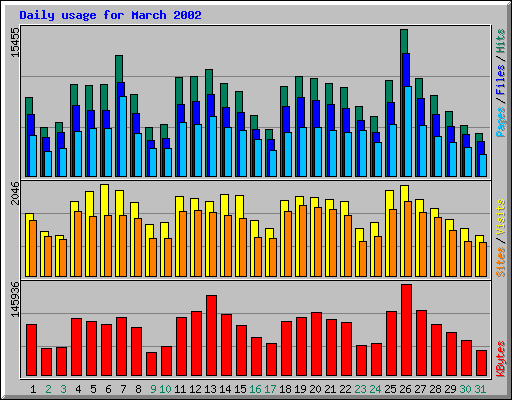 Daily usage for March 2002
15455
Pages / Files / Hits
2046
Sites / Visits
145936
KBytes
1 2 3 4 5 6 7 8 9 10 11 12 13 14 15 16 17 18 19 20 21 22 23 24 25 26 27 28 29 30 31